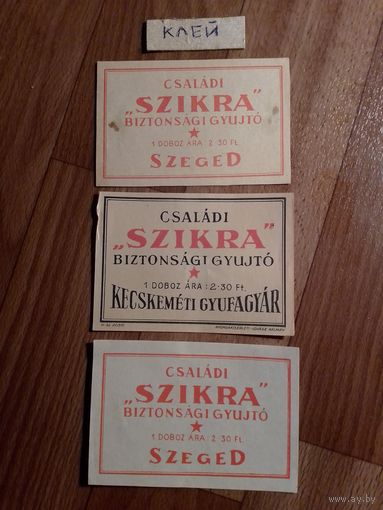 КЛЕЙ
CSALÁDI
„SZIKRA”
BIZTONSÁGI GYUJTÓ
1 DOBOZ ÁRA: 2·30 Ft.
SZEGED
CSALÁDI
„SZIKRA”
BIZTONSÁGI GYUJTÓ
1 DOBOZ ÁRA: 2·30 Ft.
KECSKEMÉTI GYUFAGYÁR
CSALÁDI
„SZIKRA”
BIZTONSÁGI GYUJTÓ
1 DOBOZ ÁRA: 2 30 Ft.
SZEGED
www.ay.by